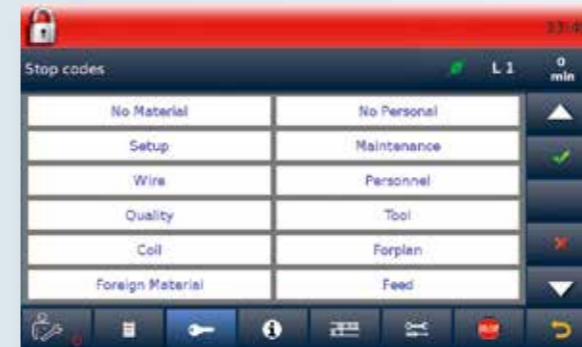 Stop codes L 1 0 min
No Material No Personal
Setup Maintenance
Wire Personnel
Quality Tool
Coil Forplan
Foreign Material Feed